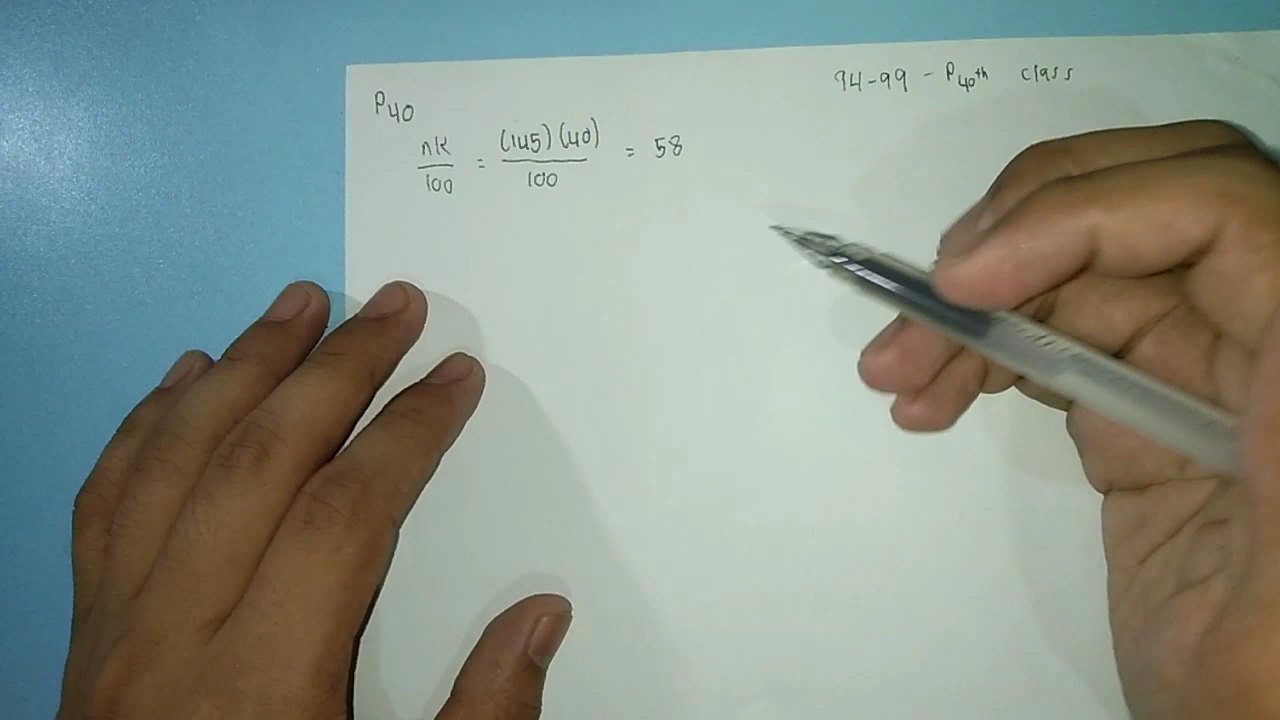 P40
nk/100 = (145)(40)/100 = 58
94-99 - P40th class